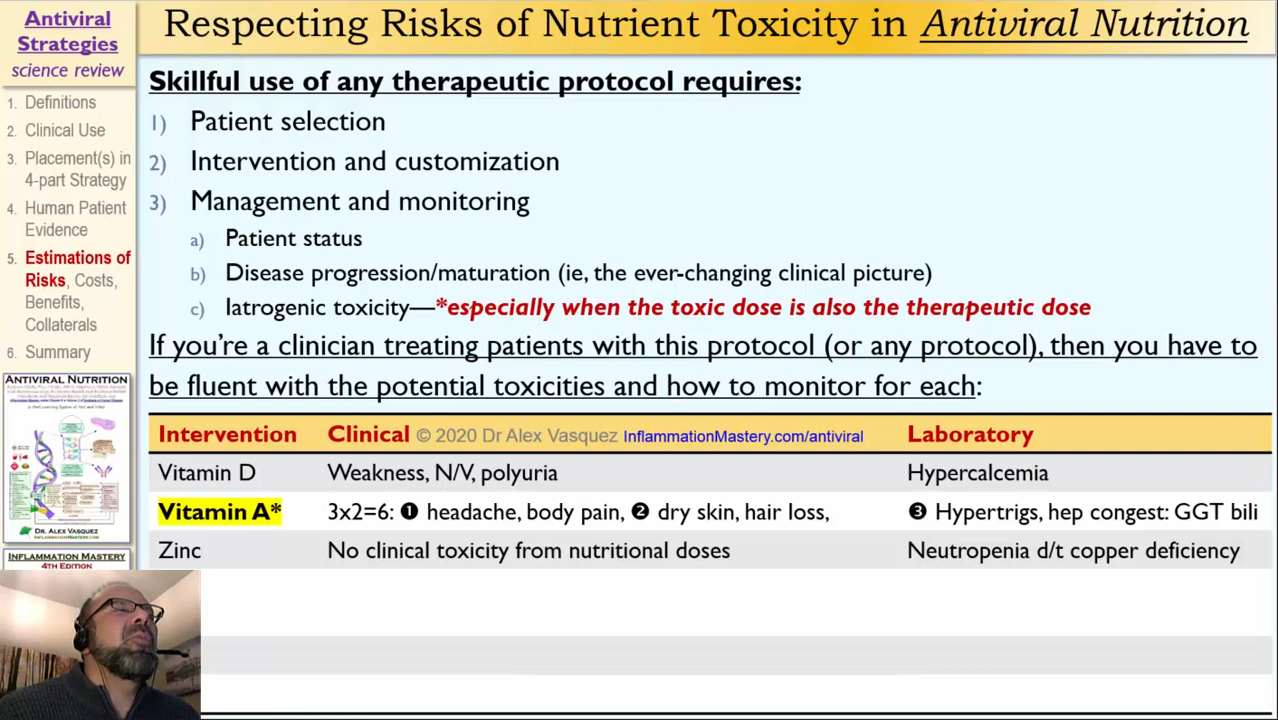 Antiviral
Strategies
science review
1. Definitions
2. Clinical Use
3. Placement(s) in
4-part Strategy
4. Human Patient
Evidence
5. Estimations of
Risks, Costs,
Benefits,
Collaterals
6. Summary
ANTIVIRAL NUTRITION
DR. ALEX VASQUEZ
INFLAMMATION MASTERY
4TH EDITION
Respecting Risks of Nutrient Toxicity in Antiviral Nutrition
Skillful use of any therapeutic protocol requires:
1) Patient selection
2) Intervention and customization
3) Management and monitoring
a) Patient status
b) Disease progression/maturation (ie, the ever-changing clinical picture)
c) Iatrogenic toxicity—*especially when the toxic dose is also the therapeutic dose
If you’re a clinician treating patients with this protocol (or any protocol), then you have to
be fluent with the potential toxicities and how to monitor for each:
Intervention Clinical © 2020 Dr Alex Vasquez InflammationMastery.com/antiviral Laboratory
Vitamin D Weakness, N/V, polyuria Hypercalcemia
Vitamin A* 3x2=6: ❶ headache, body pain, ❷ dry skin, hair loss, ❸ Hypertrigs, hep congest: GGT bili
Zinc No clinical toxicity from nutritional doses Neutropenia d/t copper deficiency